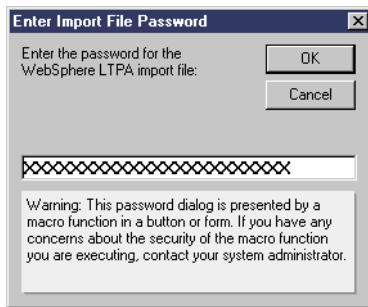 Enter Import File Password
Enter the password for the
WebSphere LTPA import file:
OK
Cancel
XXXXXXXXXXXXXXXXXXXXXXXX
Warning: This password dialog is presented by a
macro function in a button or form. If you have any
concerns about the security of the macro function
you are executing, contact your system administrator.